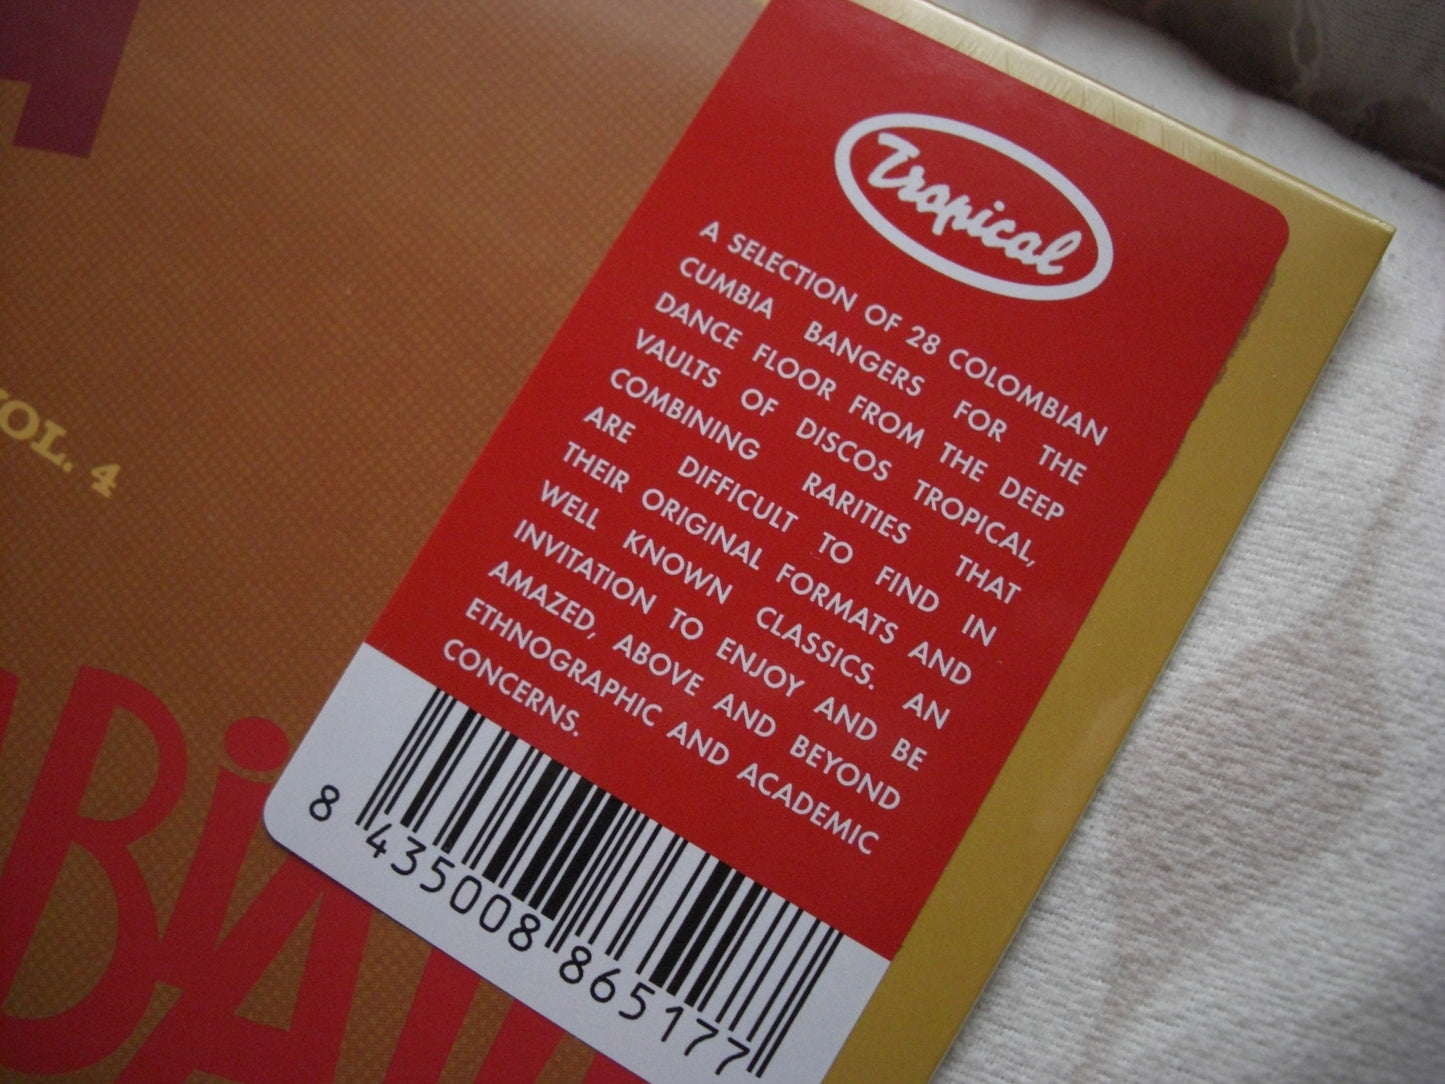 Tropical
A SELECTION OF 28 COLOMBIAN
CUMBIA BANGERS FOR THE
DANCE FLOOR FROM THE DEEP
VAULTS OF DISCOS TROPICAL,
COMBINING RARITIES THAT
ARE DIFFICULT TO FIND IN
THEIR ORIGINAL FORMATS AND
WELL KNOWN CLASSICS. AN
INVITATION TO ENJOY AND BE
AMAZED, ABOVE AND BEYOND
ETHNOGRAPHIC AND ACADEMIC
CONCERNS.
8 435008 865177
VOL. 4